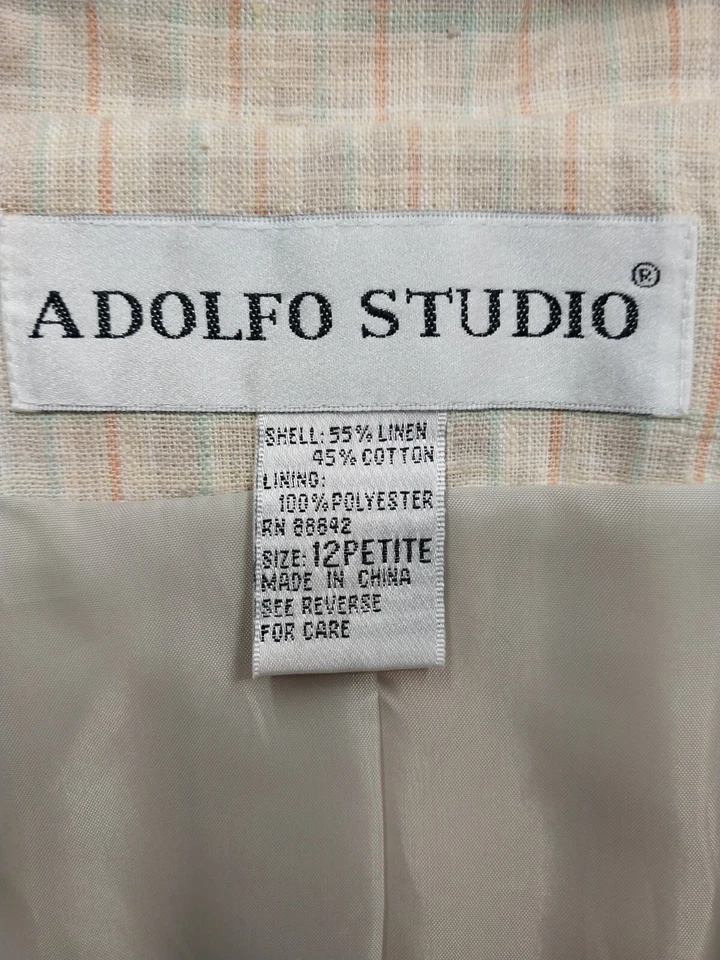 ADOLFO STUDIO®
SHELL: 55% LINEN
45% COTTON
LINING:
100% POLYESTER
RN 88842
SIZE: 12PETITE
MADE IN CHINA
SEE REVERSE
FOR CARE